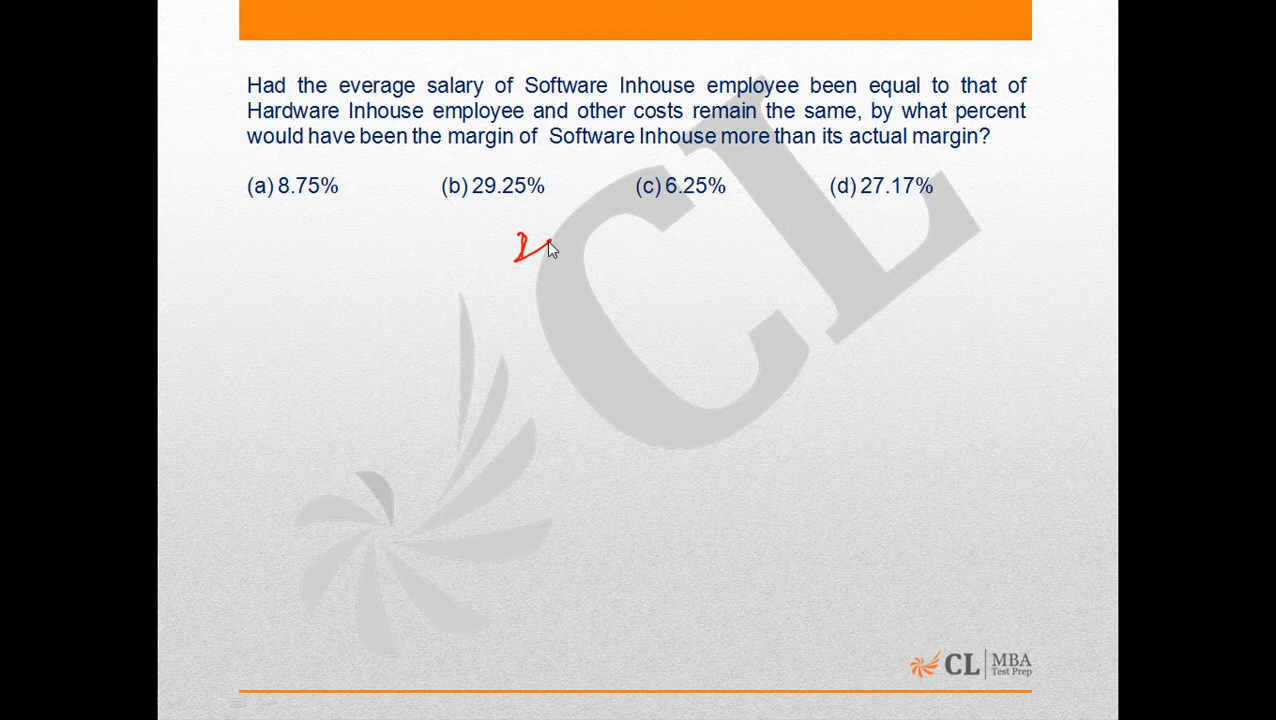 Had the everage salary of Software Inhouse employee been equal to that of
Hardware Inhouse employee and other costs remain the same, by what percent
would have been the margin of Software Inhouse more than its actual margin?
(a) 8.75% (b) 29.25% (c) 6.25% (d) 27.17%
CL
CL MBA
Test Prep